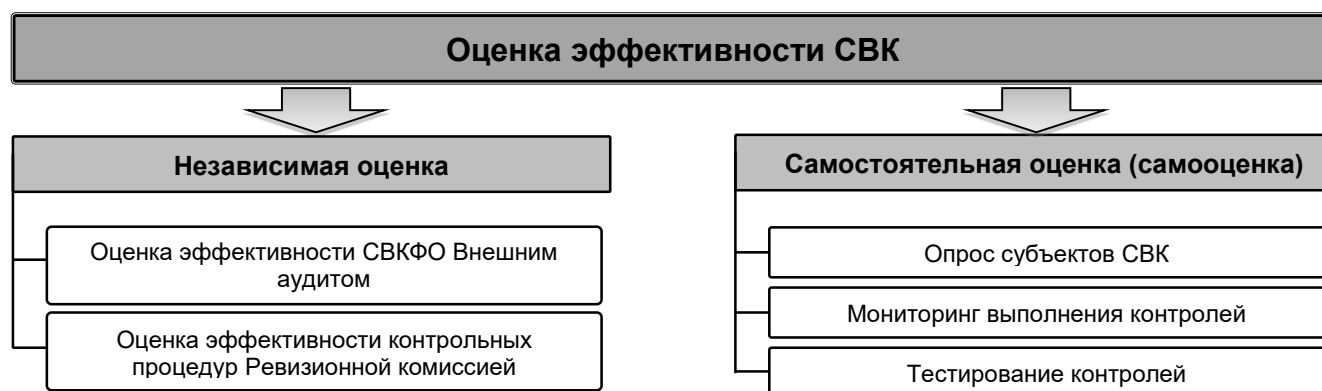 Оценка эффективности СВК
Независимая оценка
Оценка эффективности СВКФО Внешним
аудитом
Оценка эффективности контрольных
процедур Ревизионной комиссией
Самостоятельная оценка (самооценка)
Опрос субъектов СВК
Мониторинг выполнения контролей
Тестирование контролей